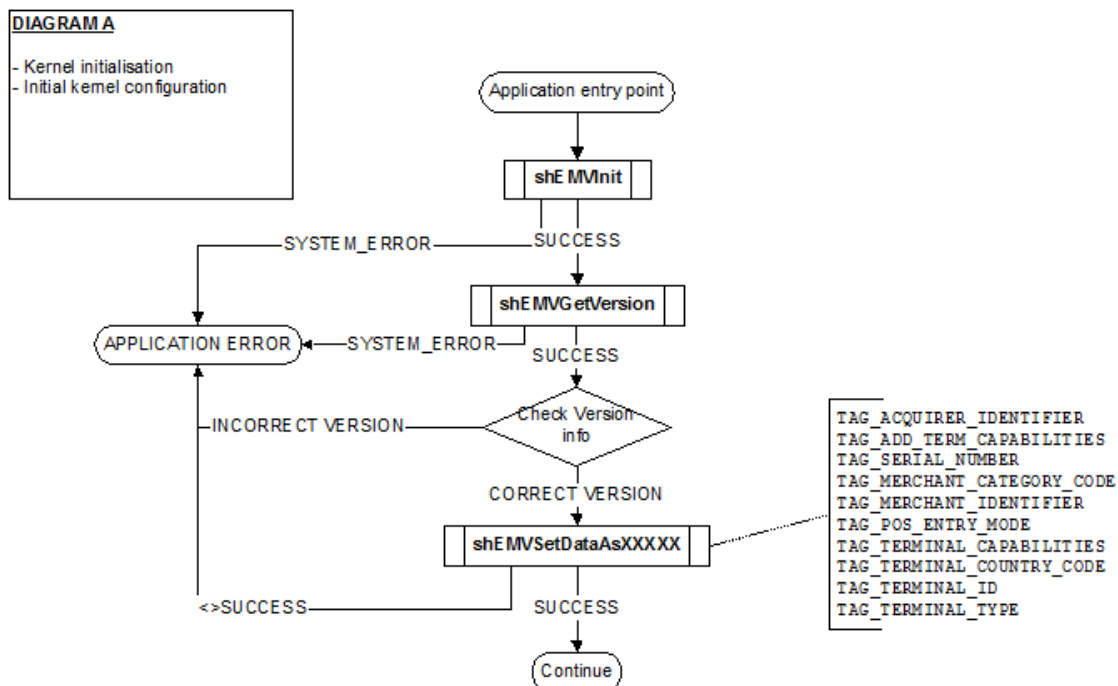 DIAGRAM A
- Kernel initialisation
- Initial kernel configuration
Application entry point
shEMVInit
SYSTEM_ERROR
SUCCESS
shEMVGetVersion
APPLICATION ERROR
SYSTEM_ERROR
SUCCESS
Check Version
info
INCORRECT VERSION
CORRECT VERSION
shEMVSetDataAsXXXXX
TAG_ACQUIRER_IDENTIFIER
TAG_ADD_TERM_CAPABILITIES
TAG_SERIAL_NUMBER
TAG_MERCHANT_CATEGORY_CODE
TAG_MERCHANT_IDENTIFIER
TAG_POS_ENTRY_MODE
TAG_TERMINAL_CAPABILITIES
TAG_TERMINAL_COUNTRY_CODE
TAG_TERMINAL_ID
TAG_TERMINAL_TYPE
<>SUCCESS
SUCCESS
Continue